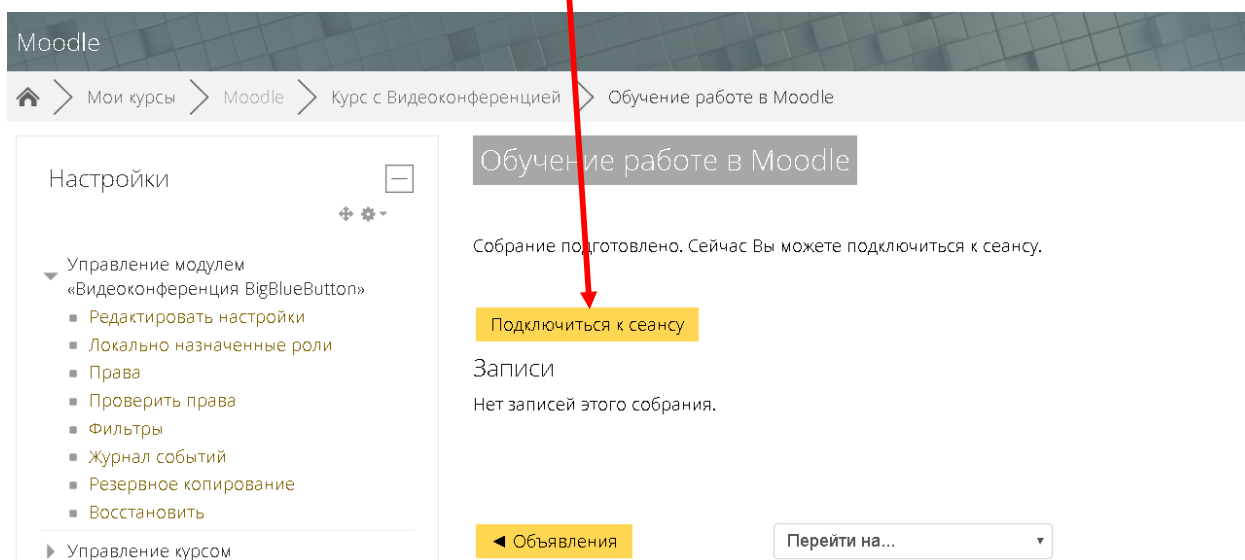 Moodle
Мои курсы Moodle Курс с Видеоконференцией Обучение работе в Moodle
Настройки
Управление модулем
«Видеоконференция BigBlueButton»
Редактировать настройки
Локально назначенные роли
Права
Проверить права
Фильтры
Журнал событий
Резервное копирование
Восстановить
Управление курсом
Обучение работе в Moodle
Собрание подготовлено. Сейчас Вы можете подключиться к сеансу.
Подключиться к сеансу
Записи
Нет записей этого собрания.
◄ Объявления
Перейти на...